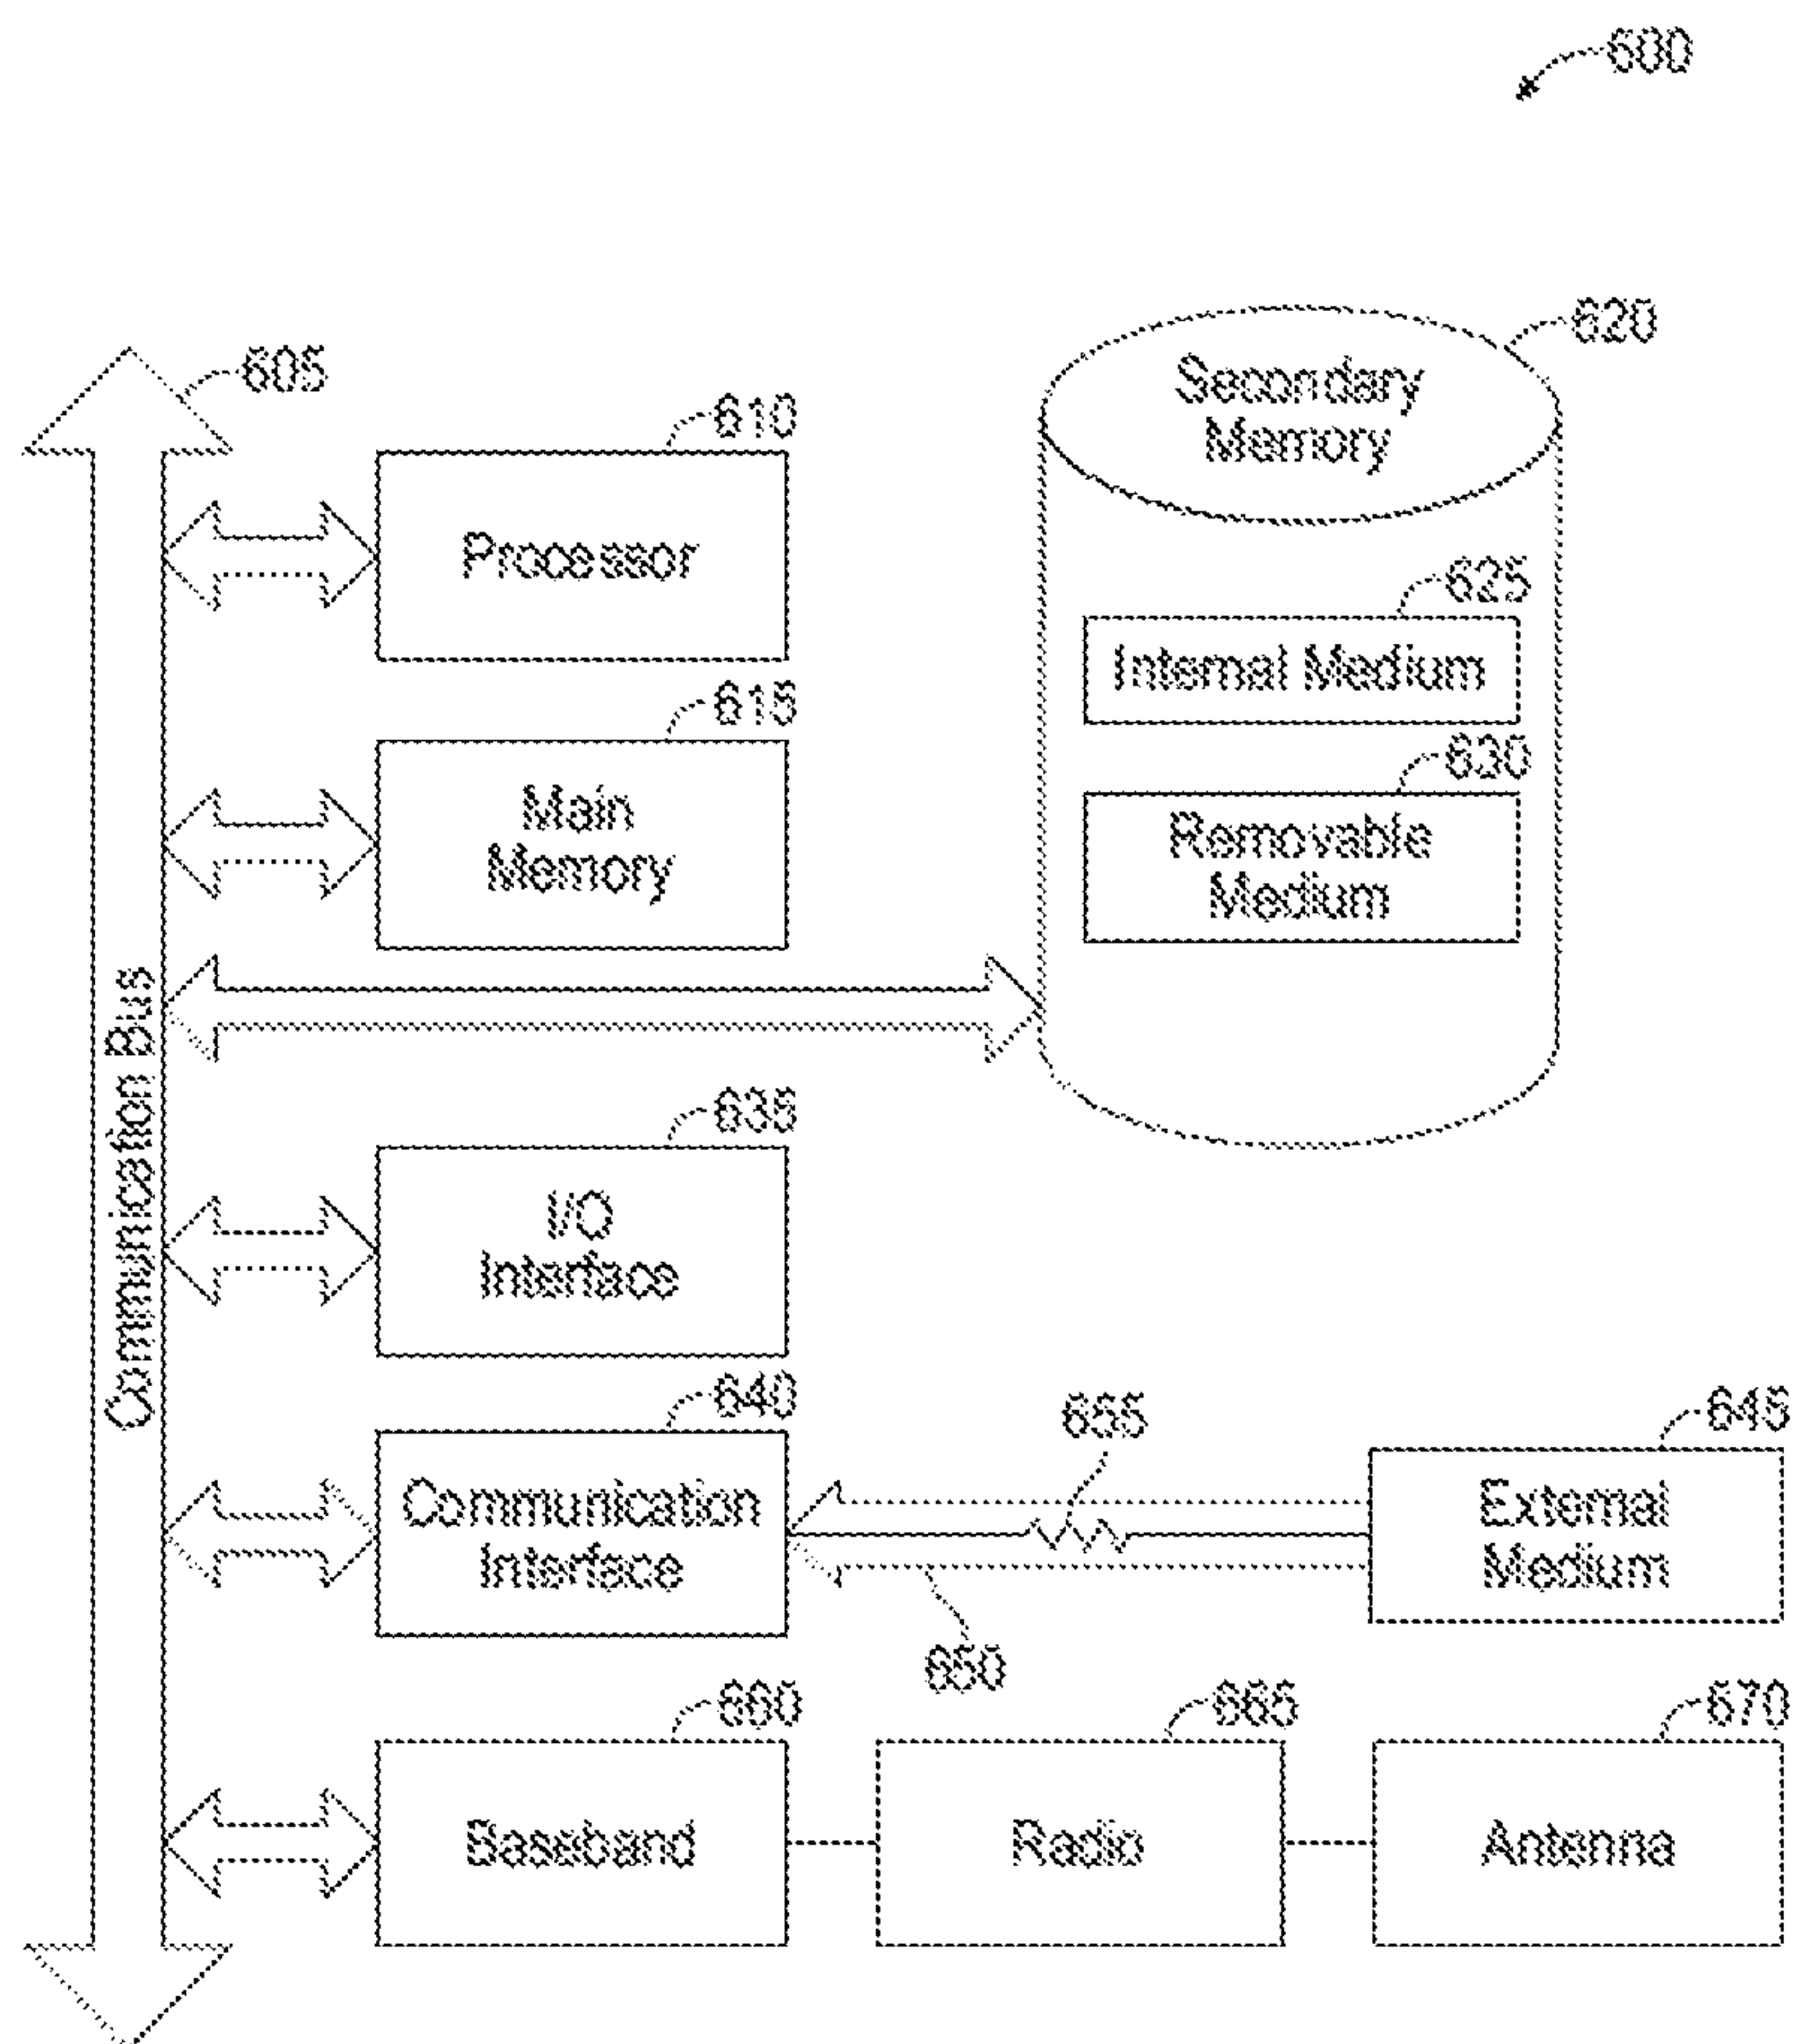 600
605
610
Processor
615
Main
Memory
620
Secondary
Memory
625
Internal Medium
630
Removable
Medium
Communication Bus
635
I/O
Interface
640
Communication
Interface
655
650
645
External
Medium
660
Baseband
665
Radio
670
Antenna